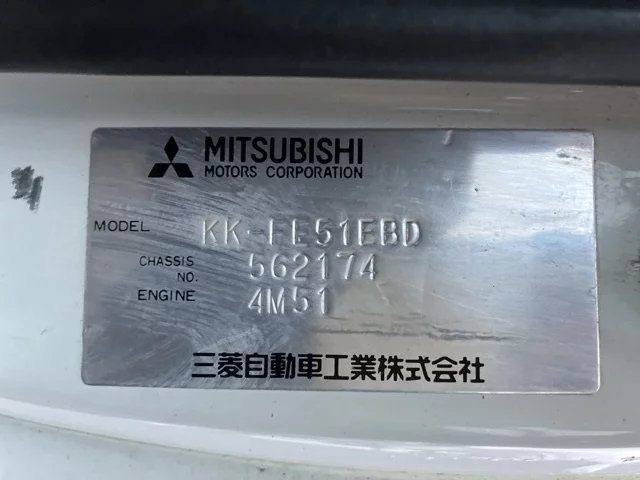 MITSUBISHI
MOTORS CORPORATION
MODEL KK-FE51EBD
CHASSIS NO. 562174
ENGINE 4M51
三菱自動車工業株式会社